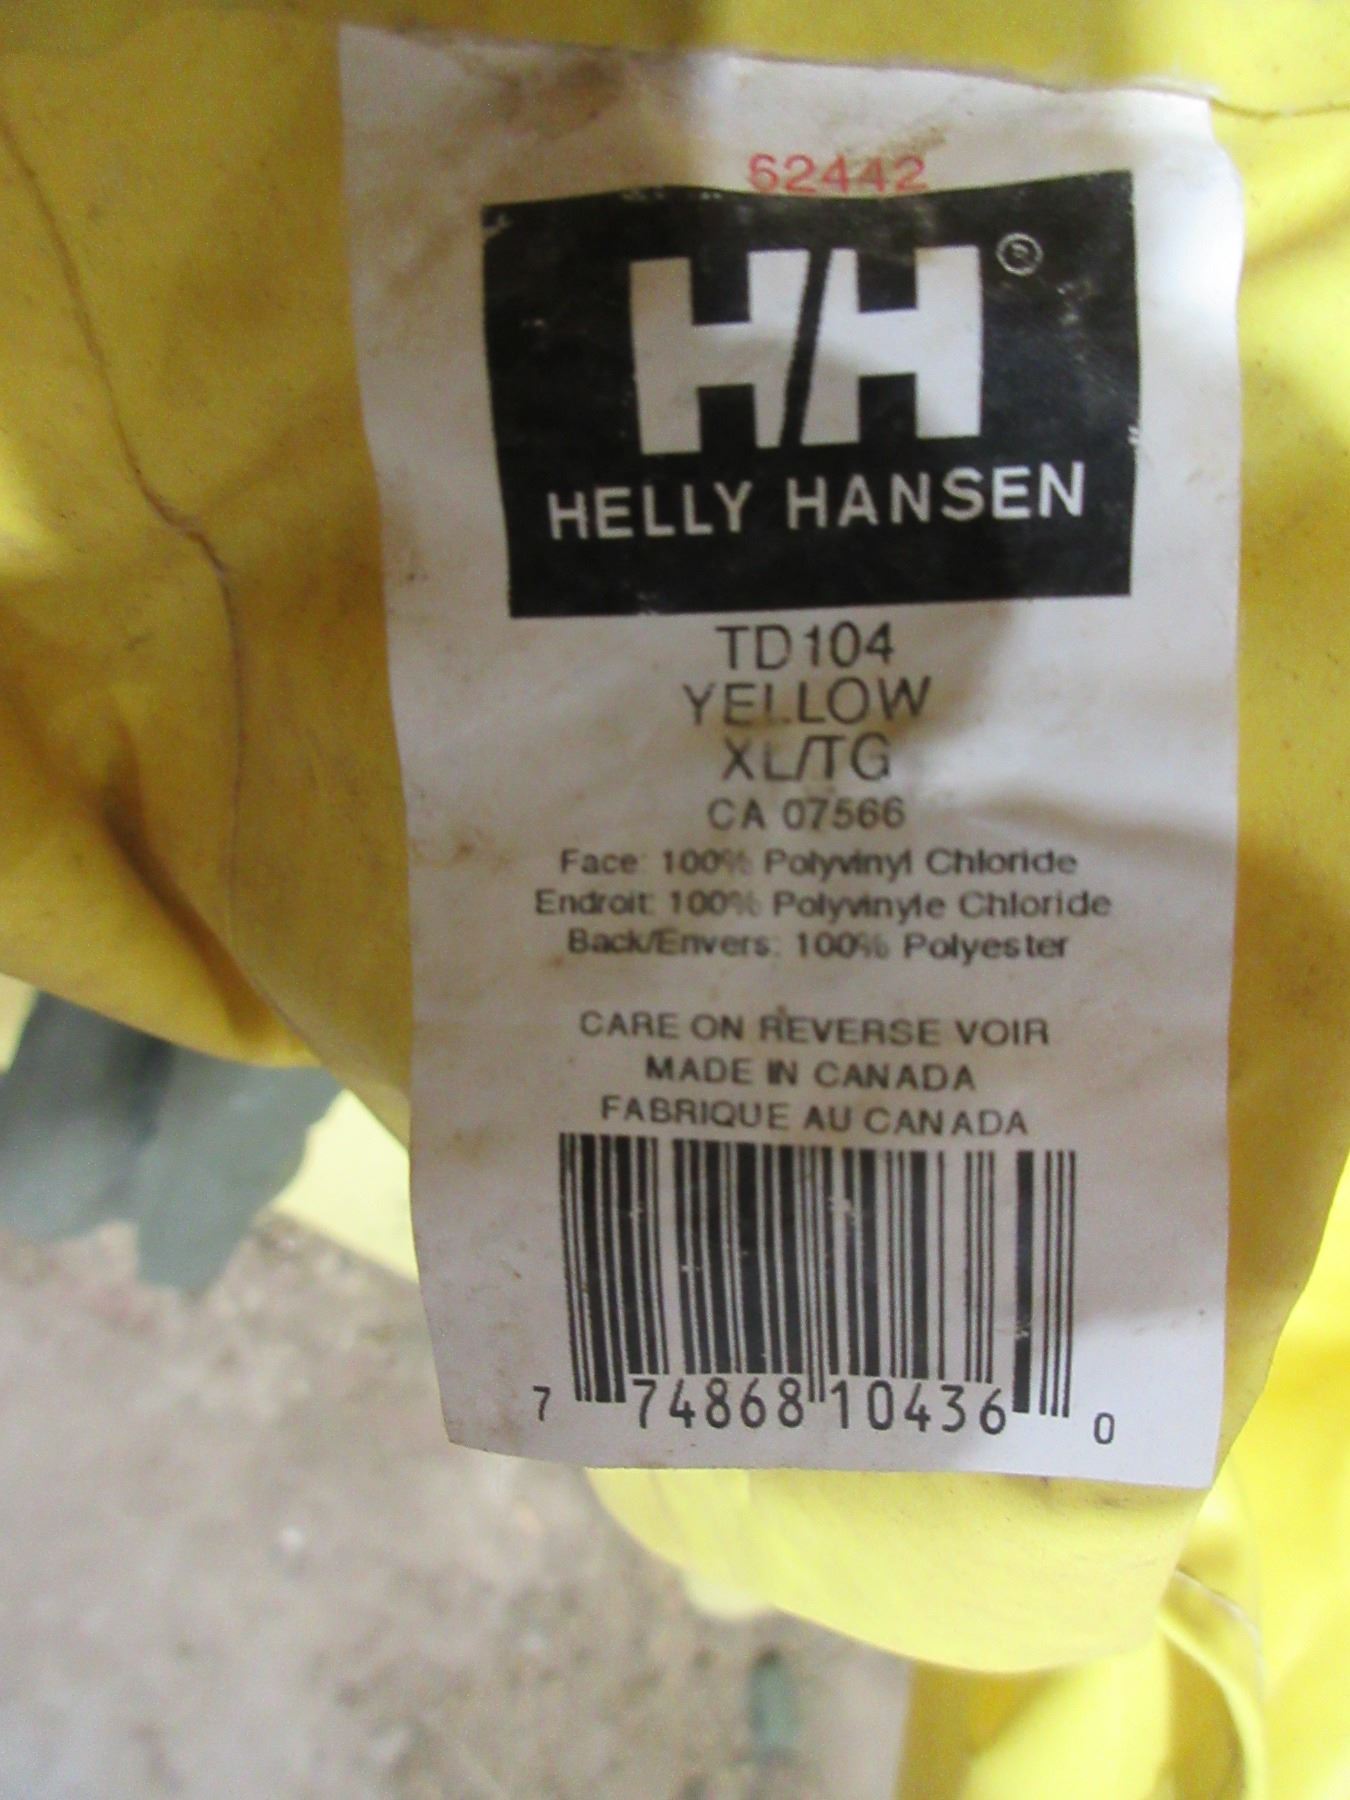 62442
HH®
HELLY HANSEN
TD104
YELLOW
XL/TG
CA 07566
Face: 100% Polyvinyl Chloride
Endroit: 100% Polyvinyle Chloride
Back/Envers: 100% Polyester
CARE ON REVERSE VOIR
MADE IN CANADA
FABRIQUE AU CANADA
7 74868 10436 0